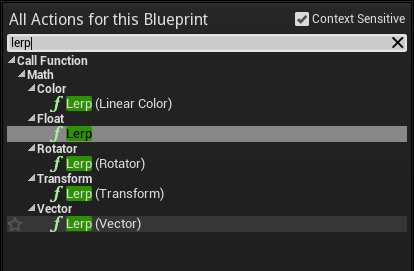 All Actions for this Blueprint Context Sensitive
lerp
Call Function
Math
Color
f Lerp (Linear Color)
Float
f Lerp
Rotator
f Lerp (Rotator)
Transform
f Lerp (Transform)
Vector
f Lerp (Vector)